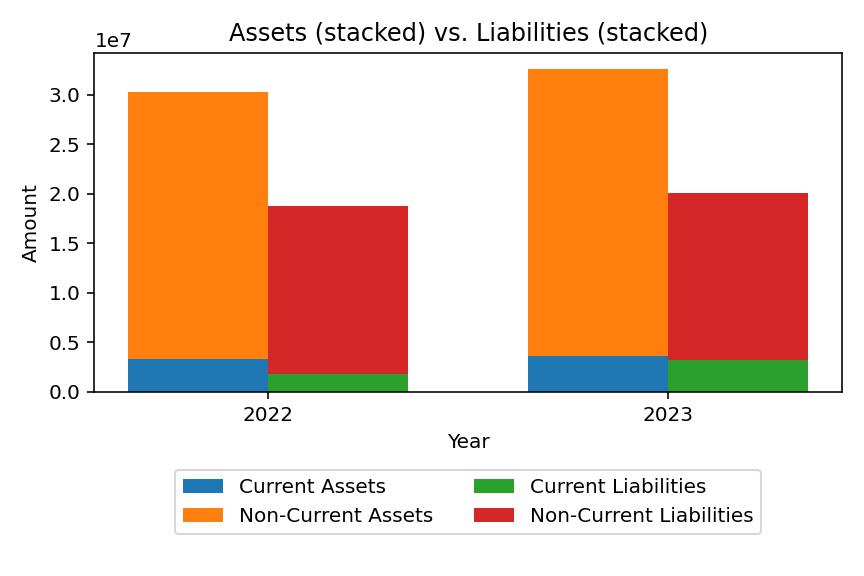 Assets (stacked) vs. Liabilities (stacked)
1e7
3.0
2.5
2.0
1.5
1.0
0.5
0.0
Amount
2022 2023
Year
Current Assets Current Liabilities
Non-Current Assets Non-Current Liabilities